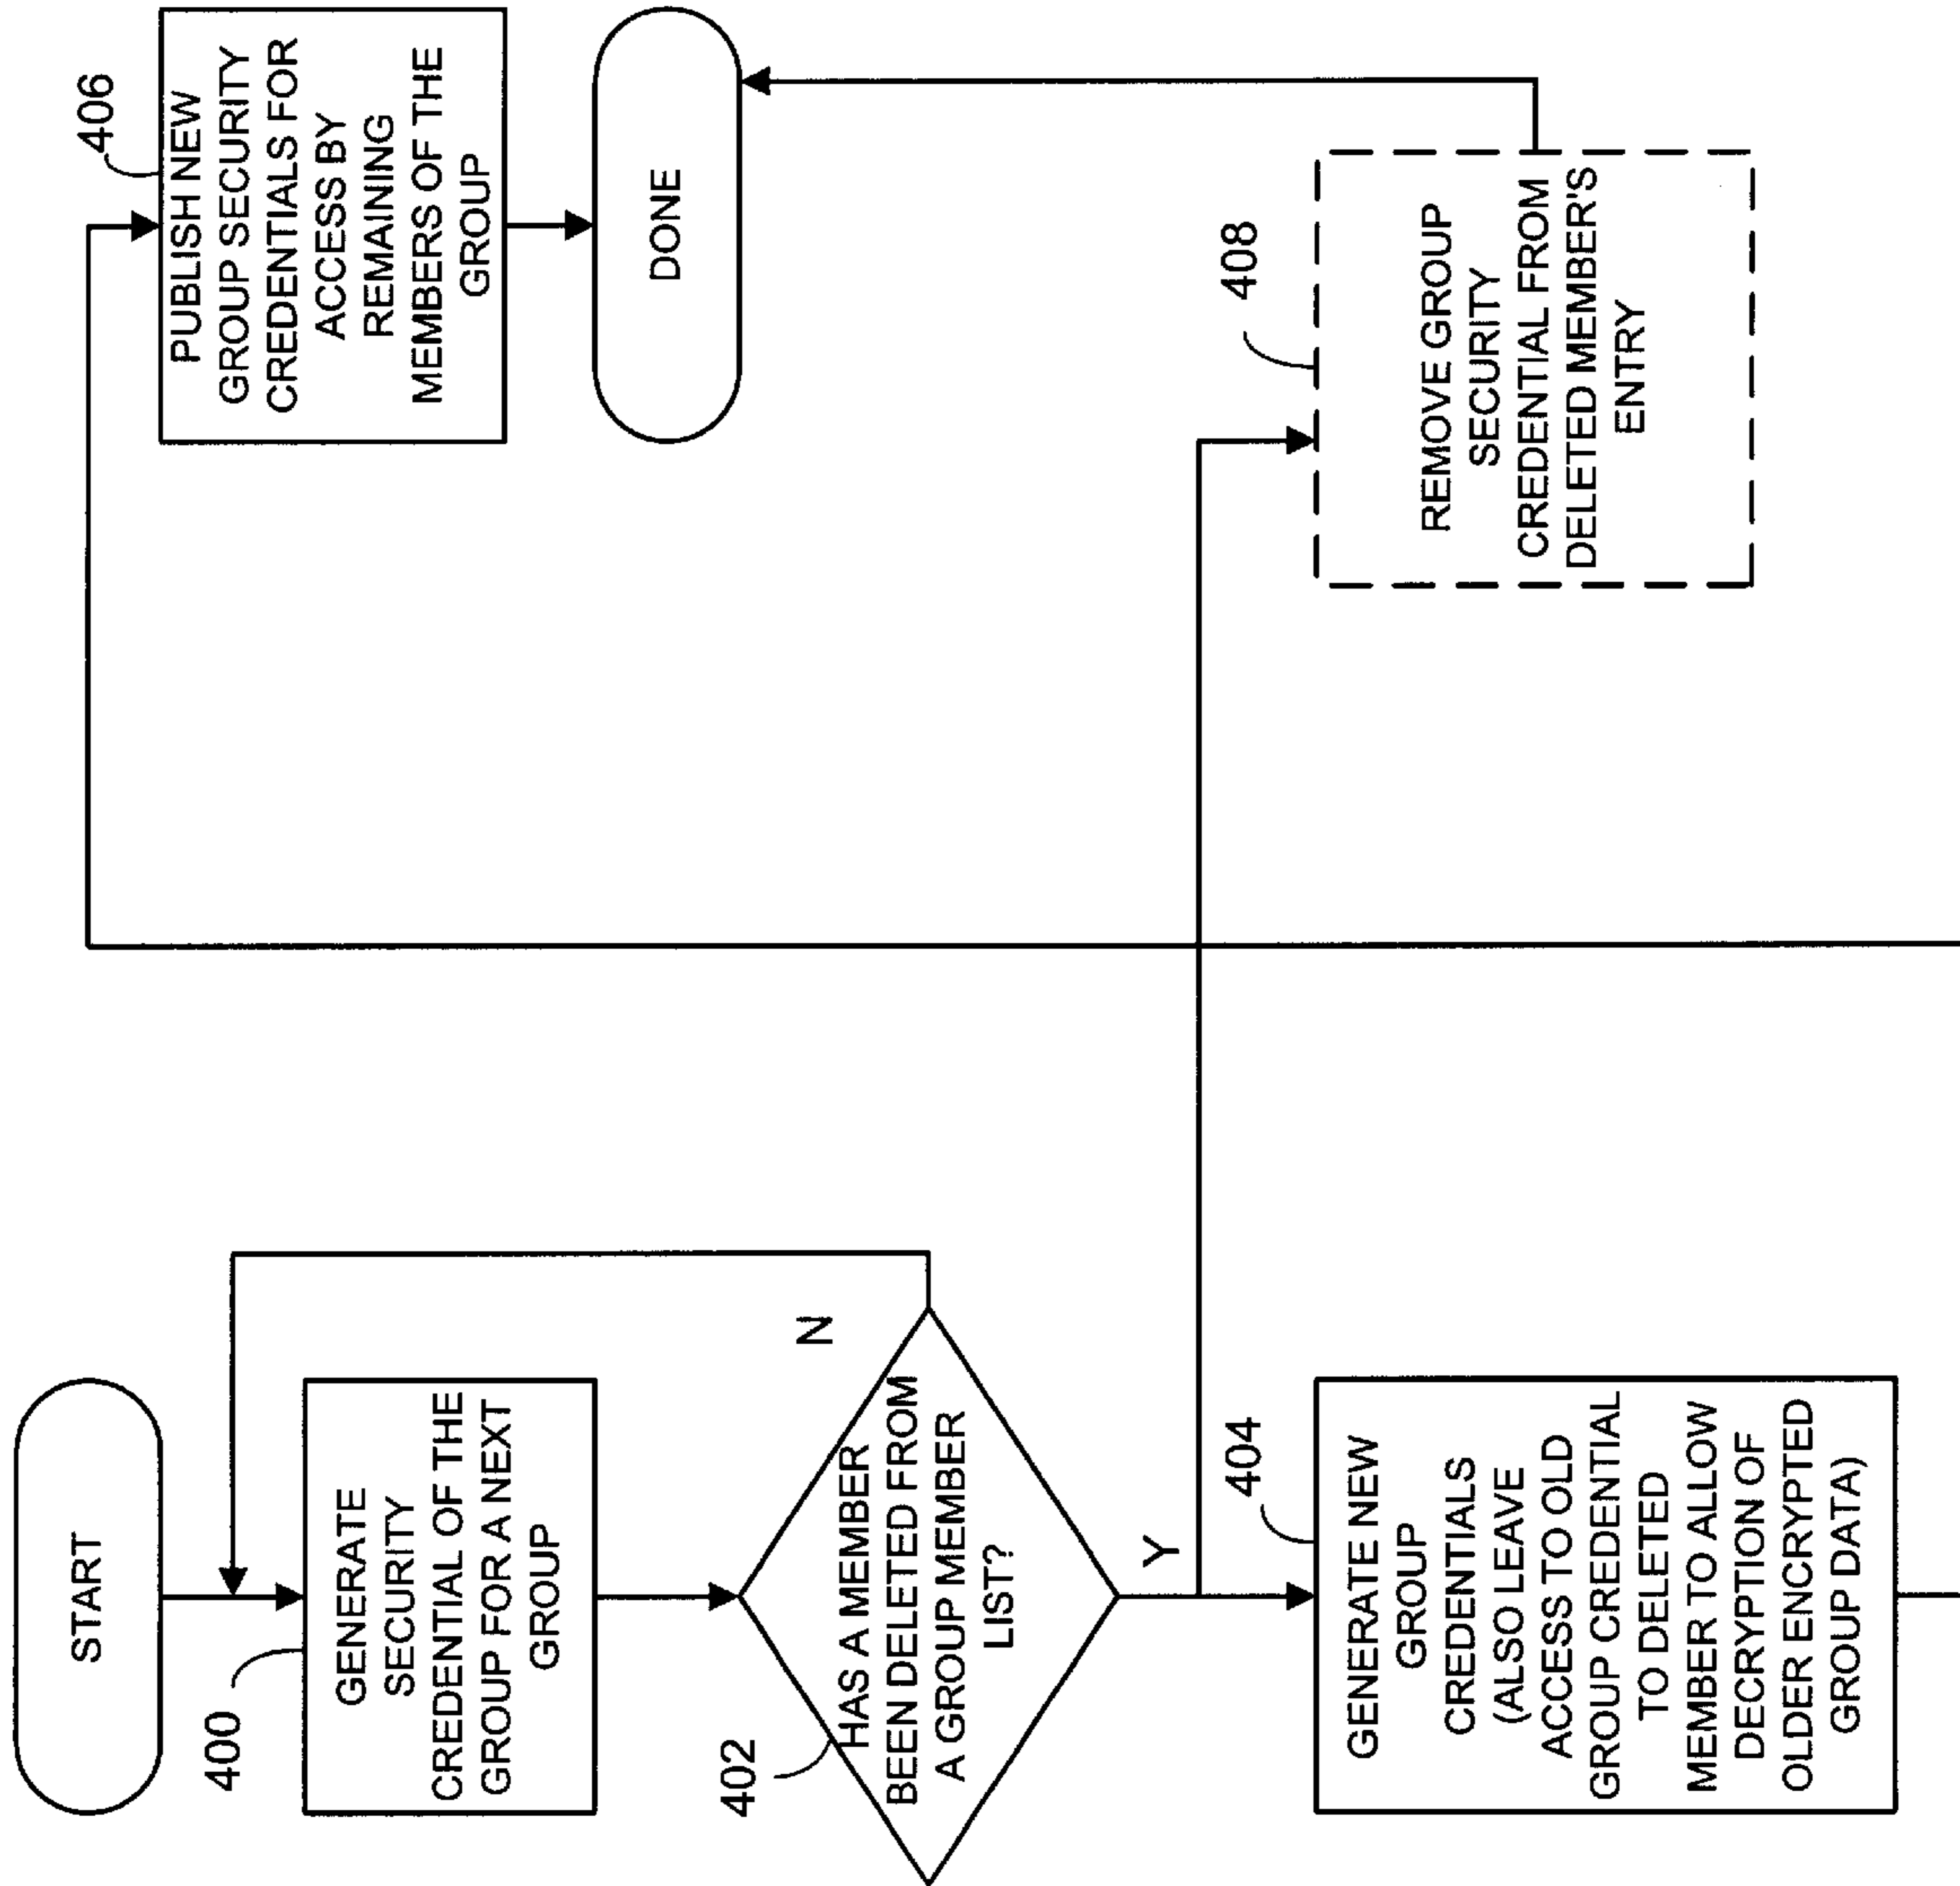 START
400
GENERATE
SECURITY
CREDENTIAL OF THE
GROUP FOR A NEXT
GROUP
402
HAS A MEMBER
BEEN DELETED FROM
A GROUP MEMBER
LIST?
N
Y
404
GENERATE NEW
GROUP
CREDENTIALS
(ALSO LEAVE
ACCESS TO OLD
GROUP CREDENTIAL
TO DELETED
MEMBER TO ALLOW
DECRYPTION OF
OLDER ENCRYPTED
GROUP DATA)
406
PUBLISH NEW
GROUP SECURITY
CREDENTIALS FOR
ACCESS BY
REMAINING
MEMBERS OF THE
GROUP
DONE
408
REMOVE GROUP
SECURITY
CREDENTIAL FROM
DELETED MEMBER'S
ENTRY